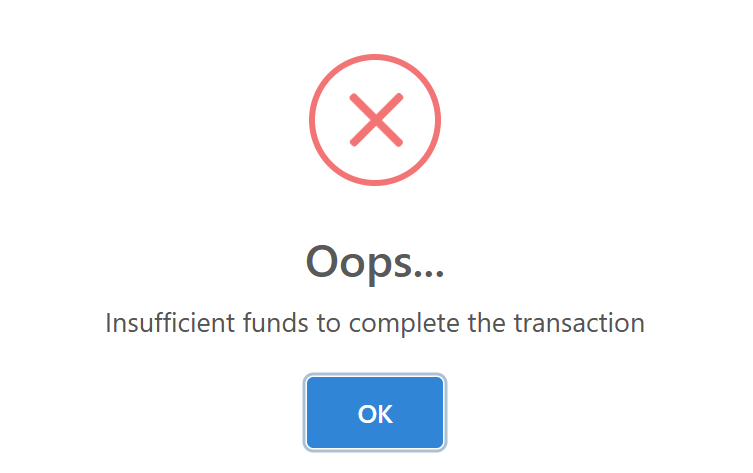 Oops...
Insufficient funds to complete the transaction
OK